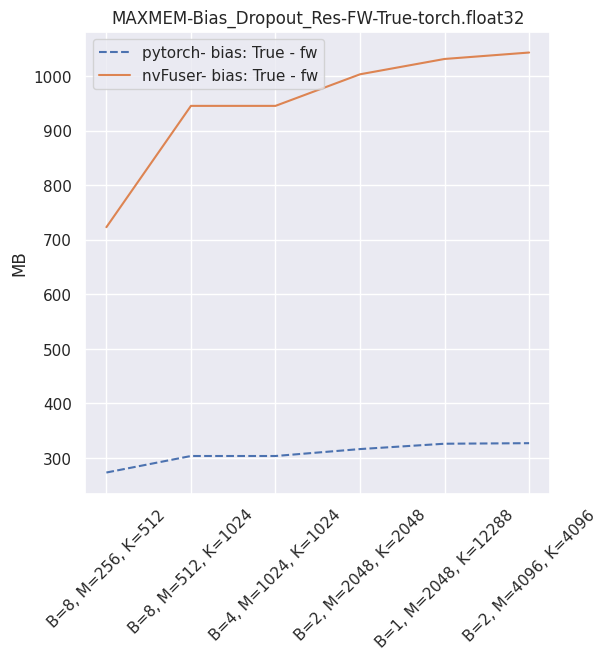 MAXMEM-Bias_Dropout_Res-FW-True-torch.float32
pytorch- bias: True - fw
nvFuser- bias: True - fw
MB
1000
900
800
700
600
500
400
300
B=8, M=256, K=512
B=8, M=512, K=1024
B=4, M=1024, K=1024
B=2, M=2048, K=2048
B=1, M=2048, K=12288
B=2, M=4096, K=4096